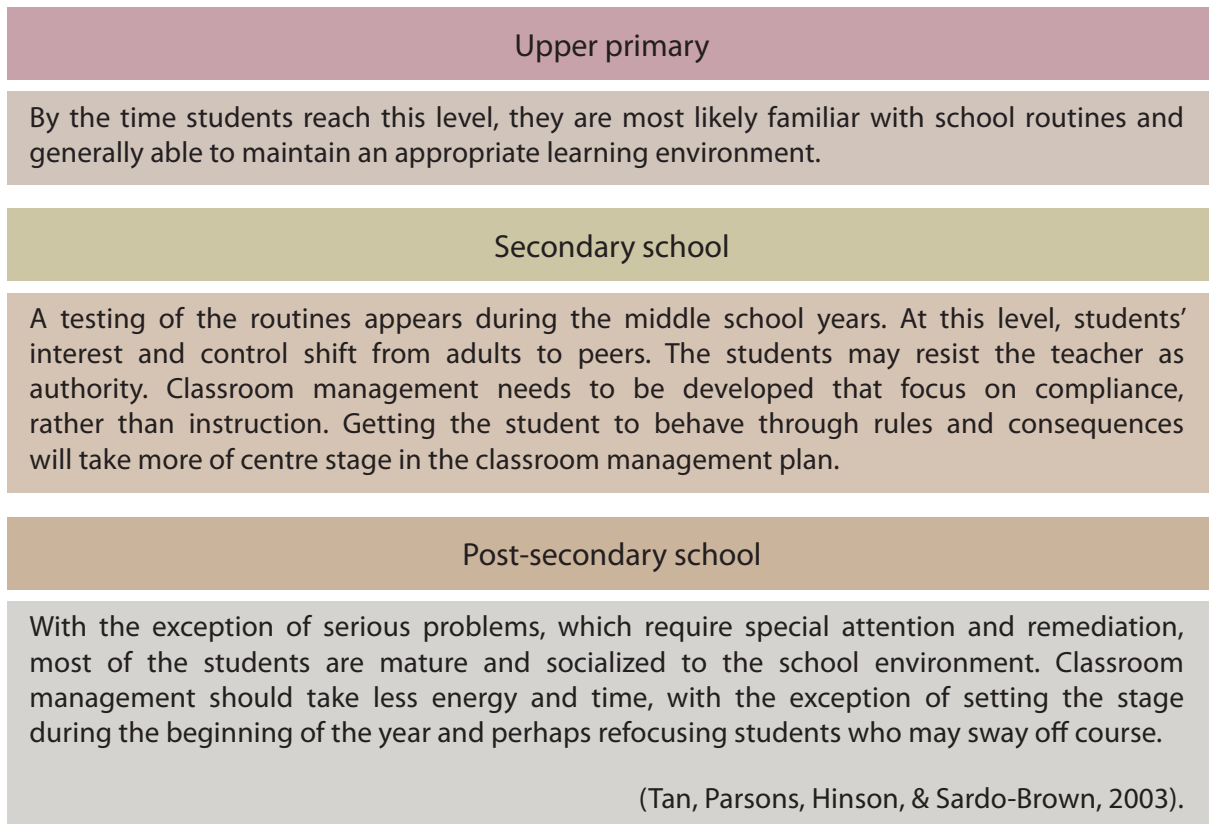 Upper primary
By the time students reach this level, they are most likely familiar with school routines and
generally able to maintain an appropriate learning environment.
Secondary school
A testing of the routines appears during the middle school years. At this level, students’
interest and control shift from adults to peers. The students may resist the teacher as
authority. Classroom management needs to be developed that focus on compliance,
rather than instruction. Getting the student to behave through rules and consequences
will take more of centre stage in the classroom management plan.
Post-secondary school
With the exception of serious problems, which require special attention and remediation,
most of the students are mature and socialized to the school environment. Classroom
management should take less energy and time, with the exception of setting the stage
during the beginning of the year and perhaps refocusing students who may sway off course.
(Tan, Parsons, Hinson, & Sardo-Brown, 2003).